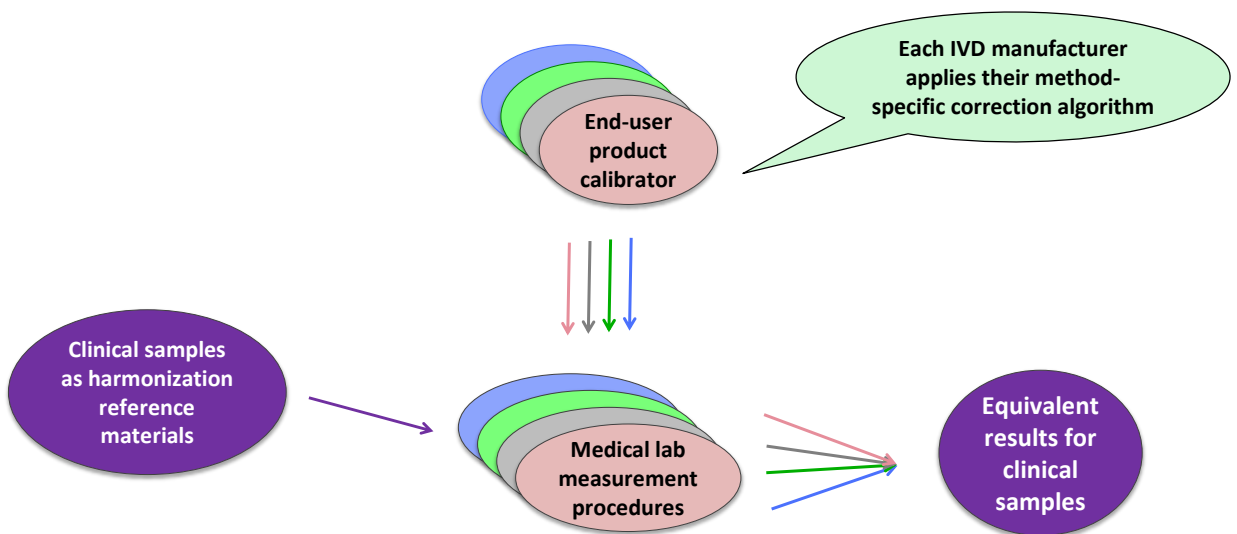 Each IVD manufacturer
applies their method-
specific correction algorithm
End-user
product
calibrator
Clinical samples
as harmonization
reference
materials
Medical lab
measurement
procedures
Equivalent
results for
clinical
samples